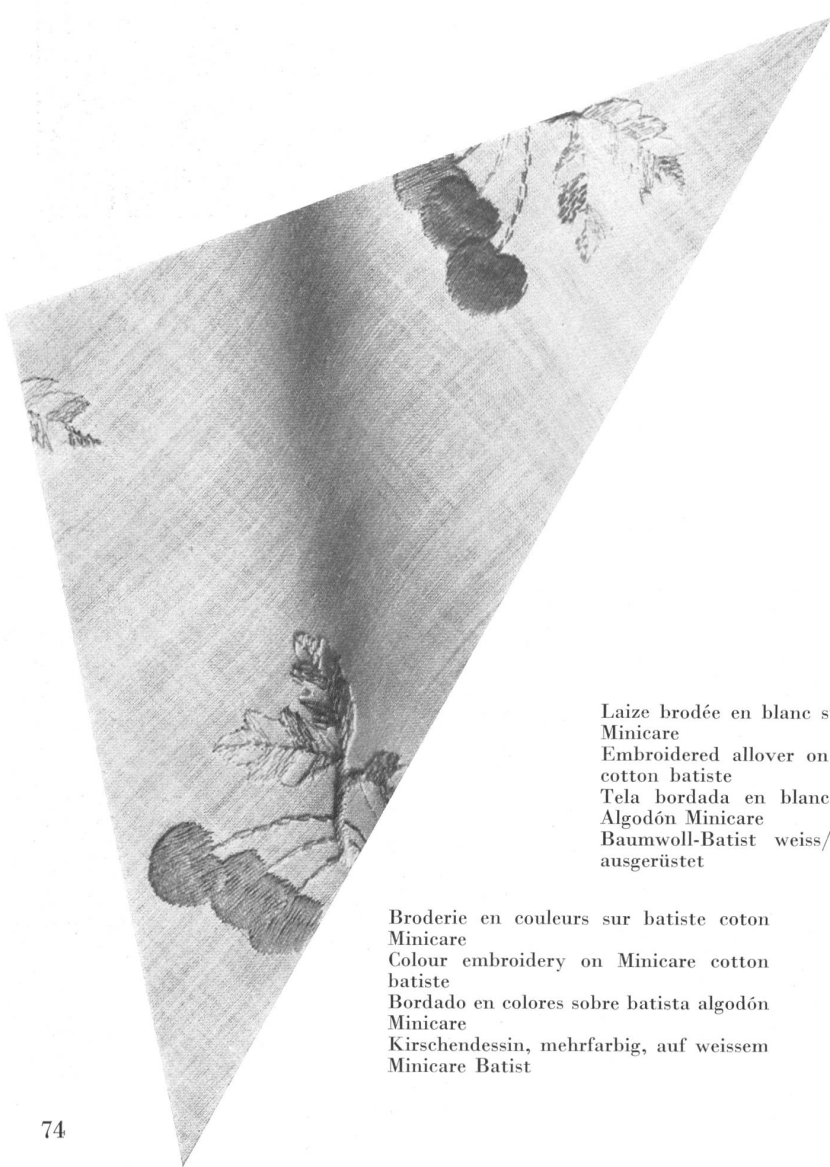 Laize brodée en blanc s
Minicare
Embroidered allover on
cotton batiste
Tela bordada en blanc
Algodón Minicare
Baumwoll-Batist weiss/
ausgerüstet
Broderie en couleurs sur batiste coton
Minicare
Colour embroidery on Minicare cotton
batiste
Bordado en colores sobre batista algodón
Minicare
Kirschendessin, mehrfarbig, auf weissem
Minicare Batist
74